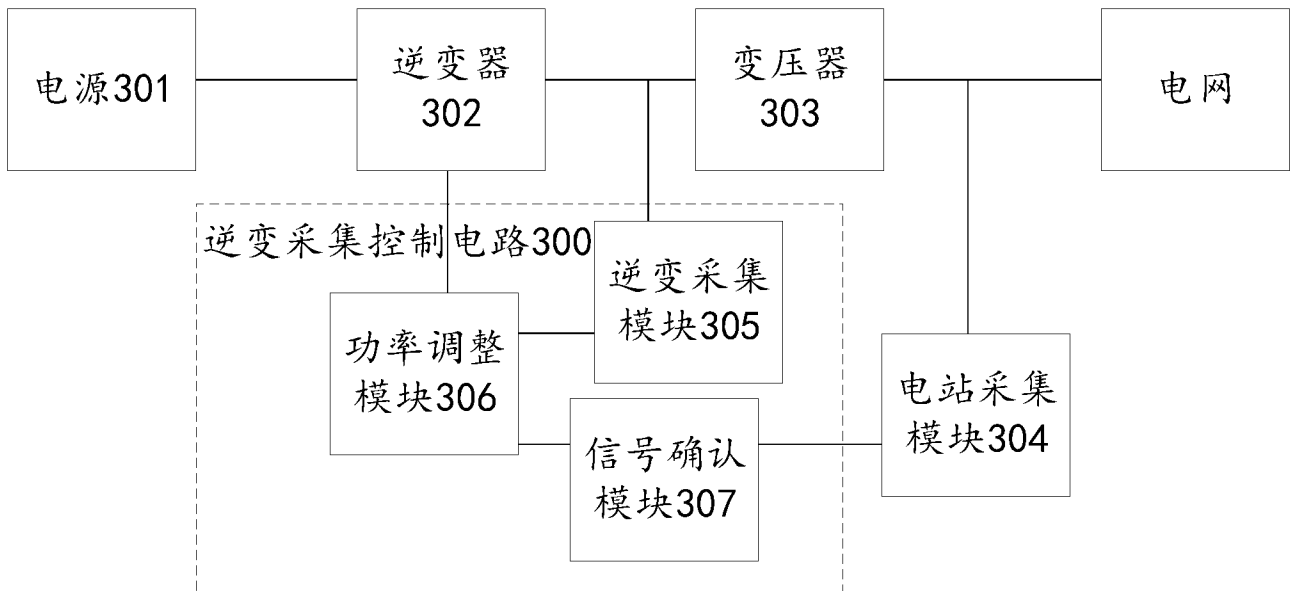 电源301
逆变器
302
变压器
303
电网
逆变采集控制电路300
逆变采集
模块305
功率调整
模块306
电站采集
模块304
信号确认
模块307